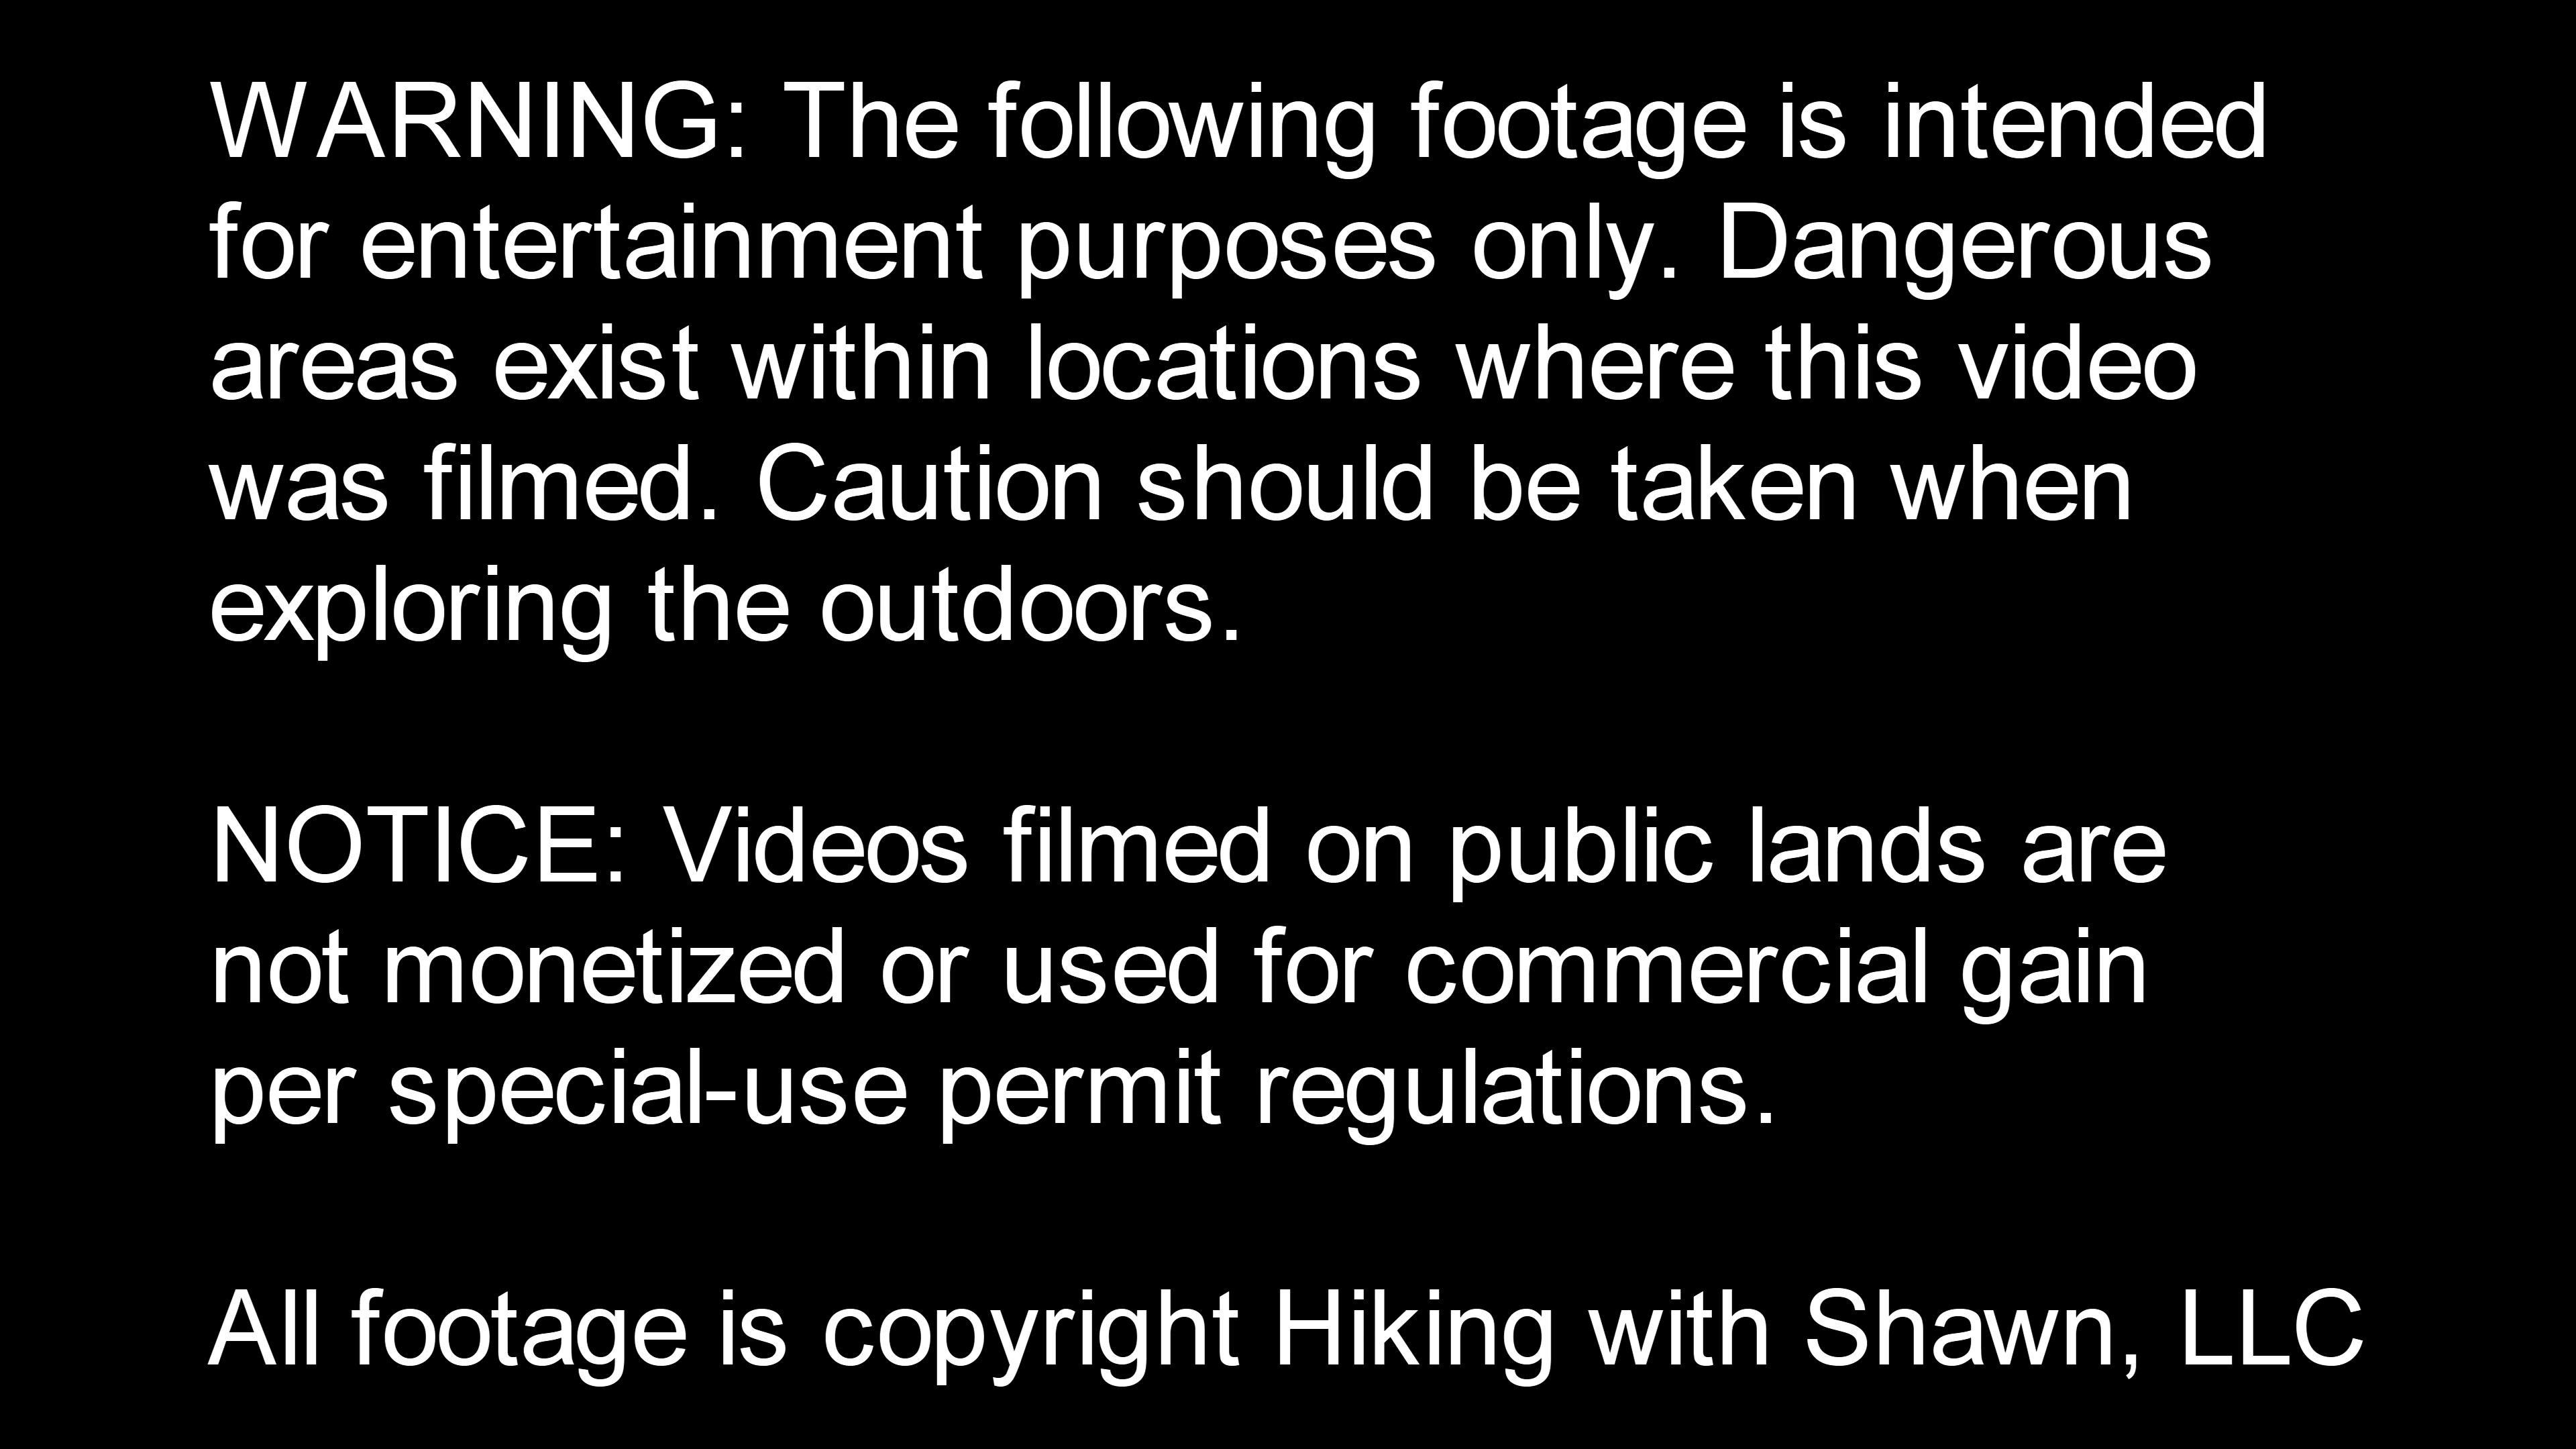 WARNING: The following footage is intended
for entertainment purposes only. Dangerous
areas exist within locations where this video
was filmed. Caution should be taken when
exploring the outdoors.
NOTICE: Videos filmed on public lands are
not monetized or used for commercial gain
per special-use permit regulations.
All footage is copyright Hiking with Shawn, LLC